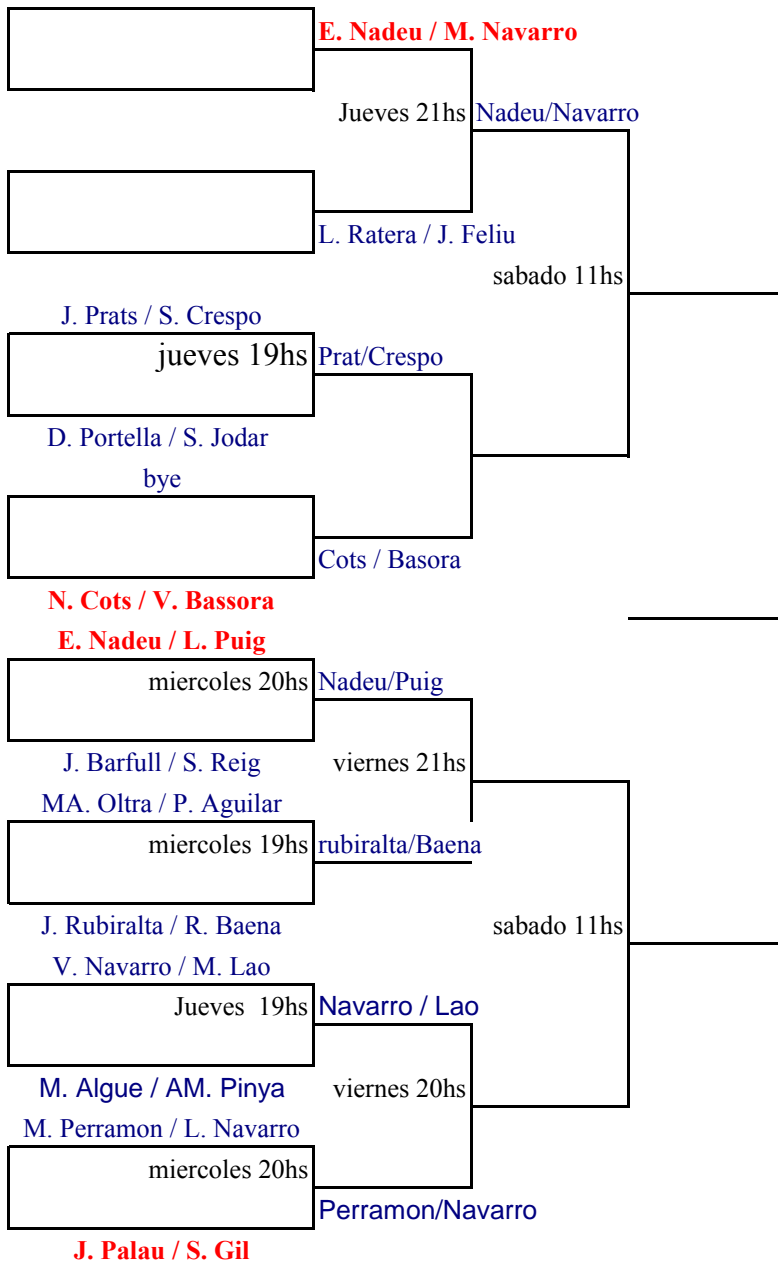 E. Nadeu / M. Navarro
Jueves 21hs Nadeu/Navarro
L. Ratera / J. Feliu
sabado 11hs
J. Prats / S. Crespo
jueves 19hs Prat/Crespo
D. Portella / S. Jodar
bye
Cots / Basora
N. Cots / V. Bassora
E. Nadeu / L. Puig
miercoles 20hs Nadeu/Puig
J. Barfull / S. Reig viernes 21hs
MA. Oltra / P. Aguilar
miercoles 19hs rubiralta/Baena
J. Rubiralta / R. Baena sabado 11hs
V. Navarro / M. Lao
Jueves  19hs Navarro / Lao
M. Algue / AM. Pinya viernes 20hs
M. Perramon / L. Navarro
miercoles 20hs
Perramon/Navarro
J. Palau / S. Gil